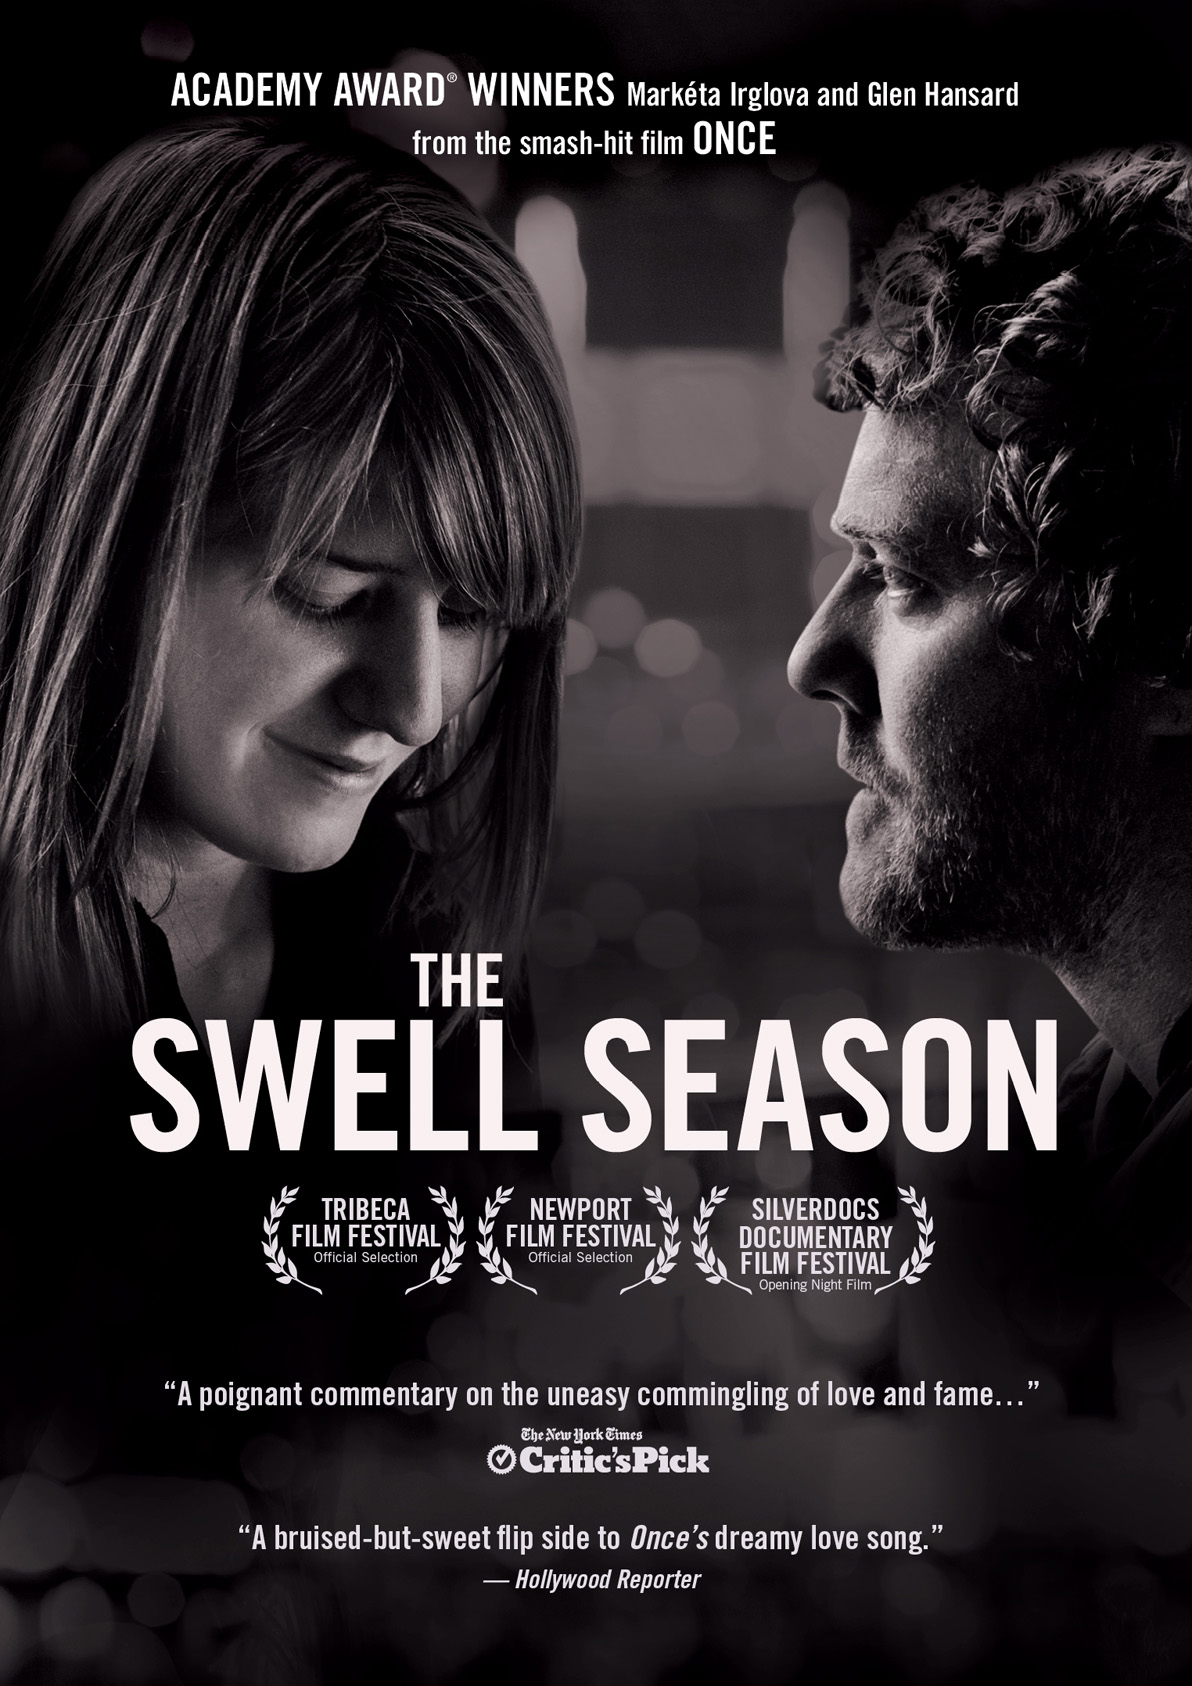 ACADEMY AWARD® WINNERS Markéta Irglova and Glen Hansard
from the smash-hit film ONCE
THE
SWELL SEASON
TRIBECA
FILM FESTIVAL
Official Selection
NEWPORT
FILM FESTIVAL
Official Selection
SILVERDOCS
DOCUMENTARY
FILM FESTIVAL
Opening Night Film
“A poignant commentary on the uneasy commingling of love and fame…”
The New York Times
Critic’sPick
“A bruised-but-sweet flip side to Once’s dreamy love song.”
— Hollywood Reporter